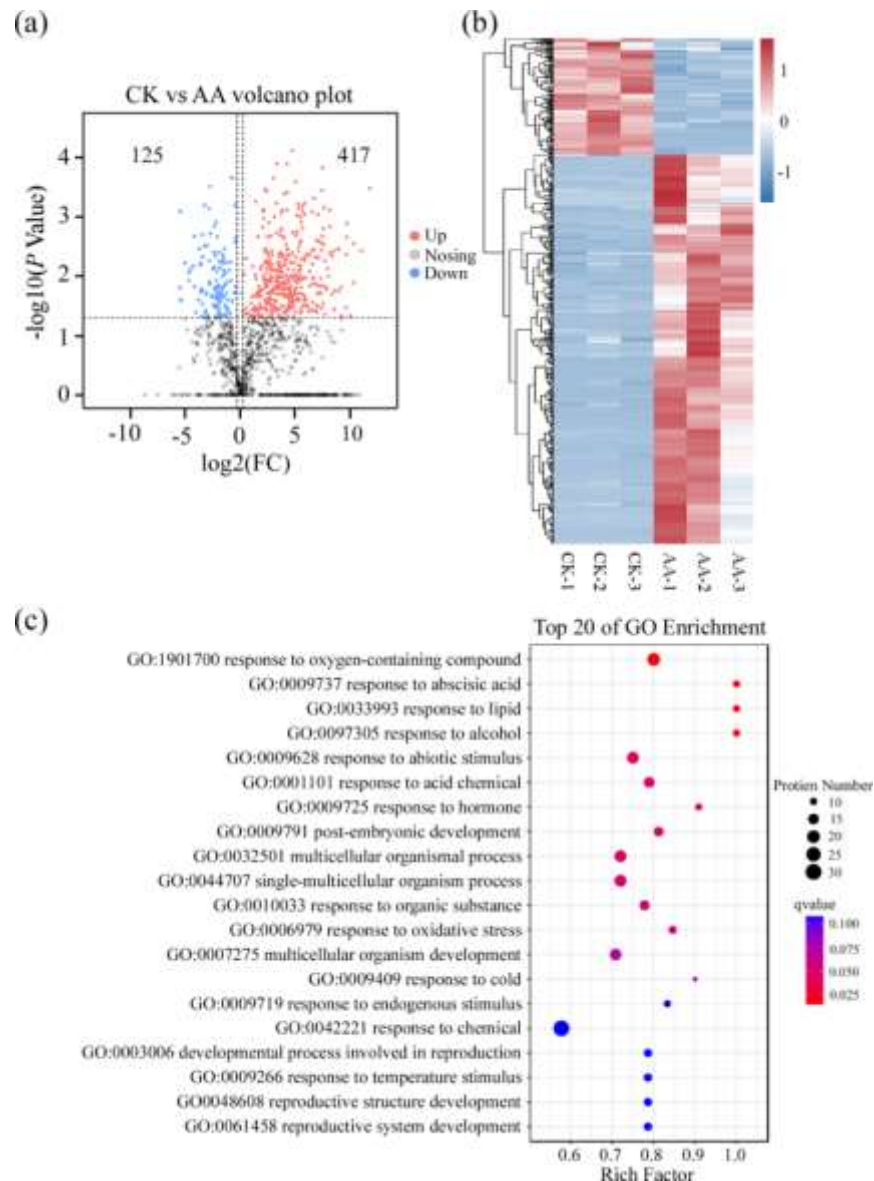 (a)
CK vs AA volcano plot
125
417
4
3
2
1
0
-log10(P Value)
-10
-5
0
5
10
log2(FC)
Up
Nosing
Down
(b)
1
0
-1
CK-1
CK-2
CK-3
AA-1
AA-2
AA-3
(c)
Top 20 of GO Enrichment
GO:1901700 response to oxygen-containing compound
GO:0009737 response to abscisic acid
GO:0033993 response to lipid
GO:0097305 response to alcohol
GO:0009628 response to abiotic stimulus
GO:0001101 response to acid chemical
GO:0009725 response to hormone
GO:0009791 post-embryonic development
GO:0032501 multicellular organismal process
GO:0044707 single-multicellular organism process
GO:0010033 response to organic substance
GO:0006979 response to oxidative stress
GO:0007275 multicellular organism development
GO:0009409 response to cold
GO:0009719 response to endogenous stimulus
GO:0042221 response to chemical
GO:0003006 developmental process involved in reproduction
GO:0009266 response to temperature stimulus
GO0048608 reproductive structure development
GO:0061458 reproductive system development
0.6
0.7
0.8
0.9
1.0
Rich Factor
Protien Number
10
15
20
25
30
qvalue
0.100
0.075
0.050
0.025